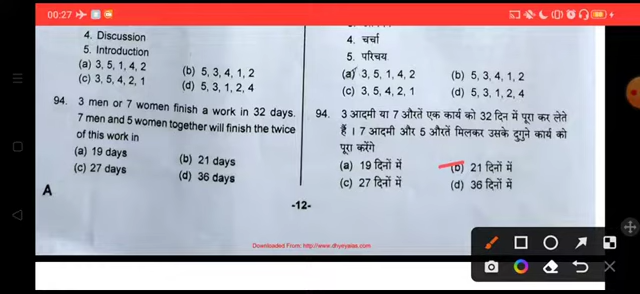 00:27
4. Discussion
5. Introduction
(a) 3, 5, 1, 4, 2 (b) 5, 3, 4, 1, 2
(c) 3, 5, 4, 2, 1 (d) 5, 3, 1, 2, 4
94. 3 men or 7 women finish a work in 32 days.
7 men and 5 women together will finish the twice
of this work in
(a) 19 days (b) 21 days
(c) 27 days (d) 36 days
A
4. चर्चा
5. परिचय
(a) 3, 5, 1, 4, 2 (b) 5, 3, 4, 1, 2
(c) 3, 5, 4, 2, 1 (d) 5, 3, 1, 2, 4
94. 3 आदमी या 7 औरतें एक कार्य को 32 दिन में पूरा कर लेते
हैं । 7 आदमी और 5 औरतें मिलकर उसके दुगुने कार्य को
पूरा करेंगे
(a) 19 दिनों में (b) 21 दिनों में
(c) 27 दिनों में (d) 36 दिनों में
-12-
Downloaded From: http://www.dhyeyaias.com